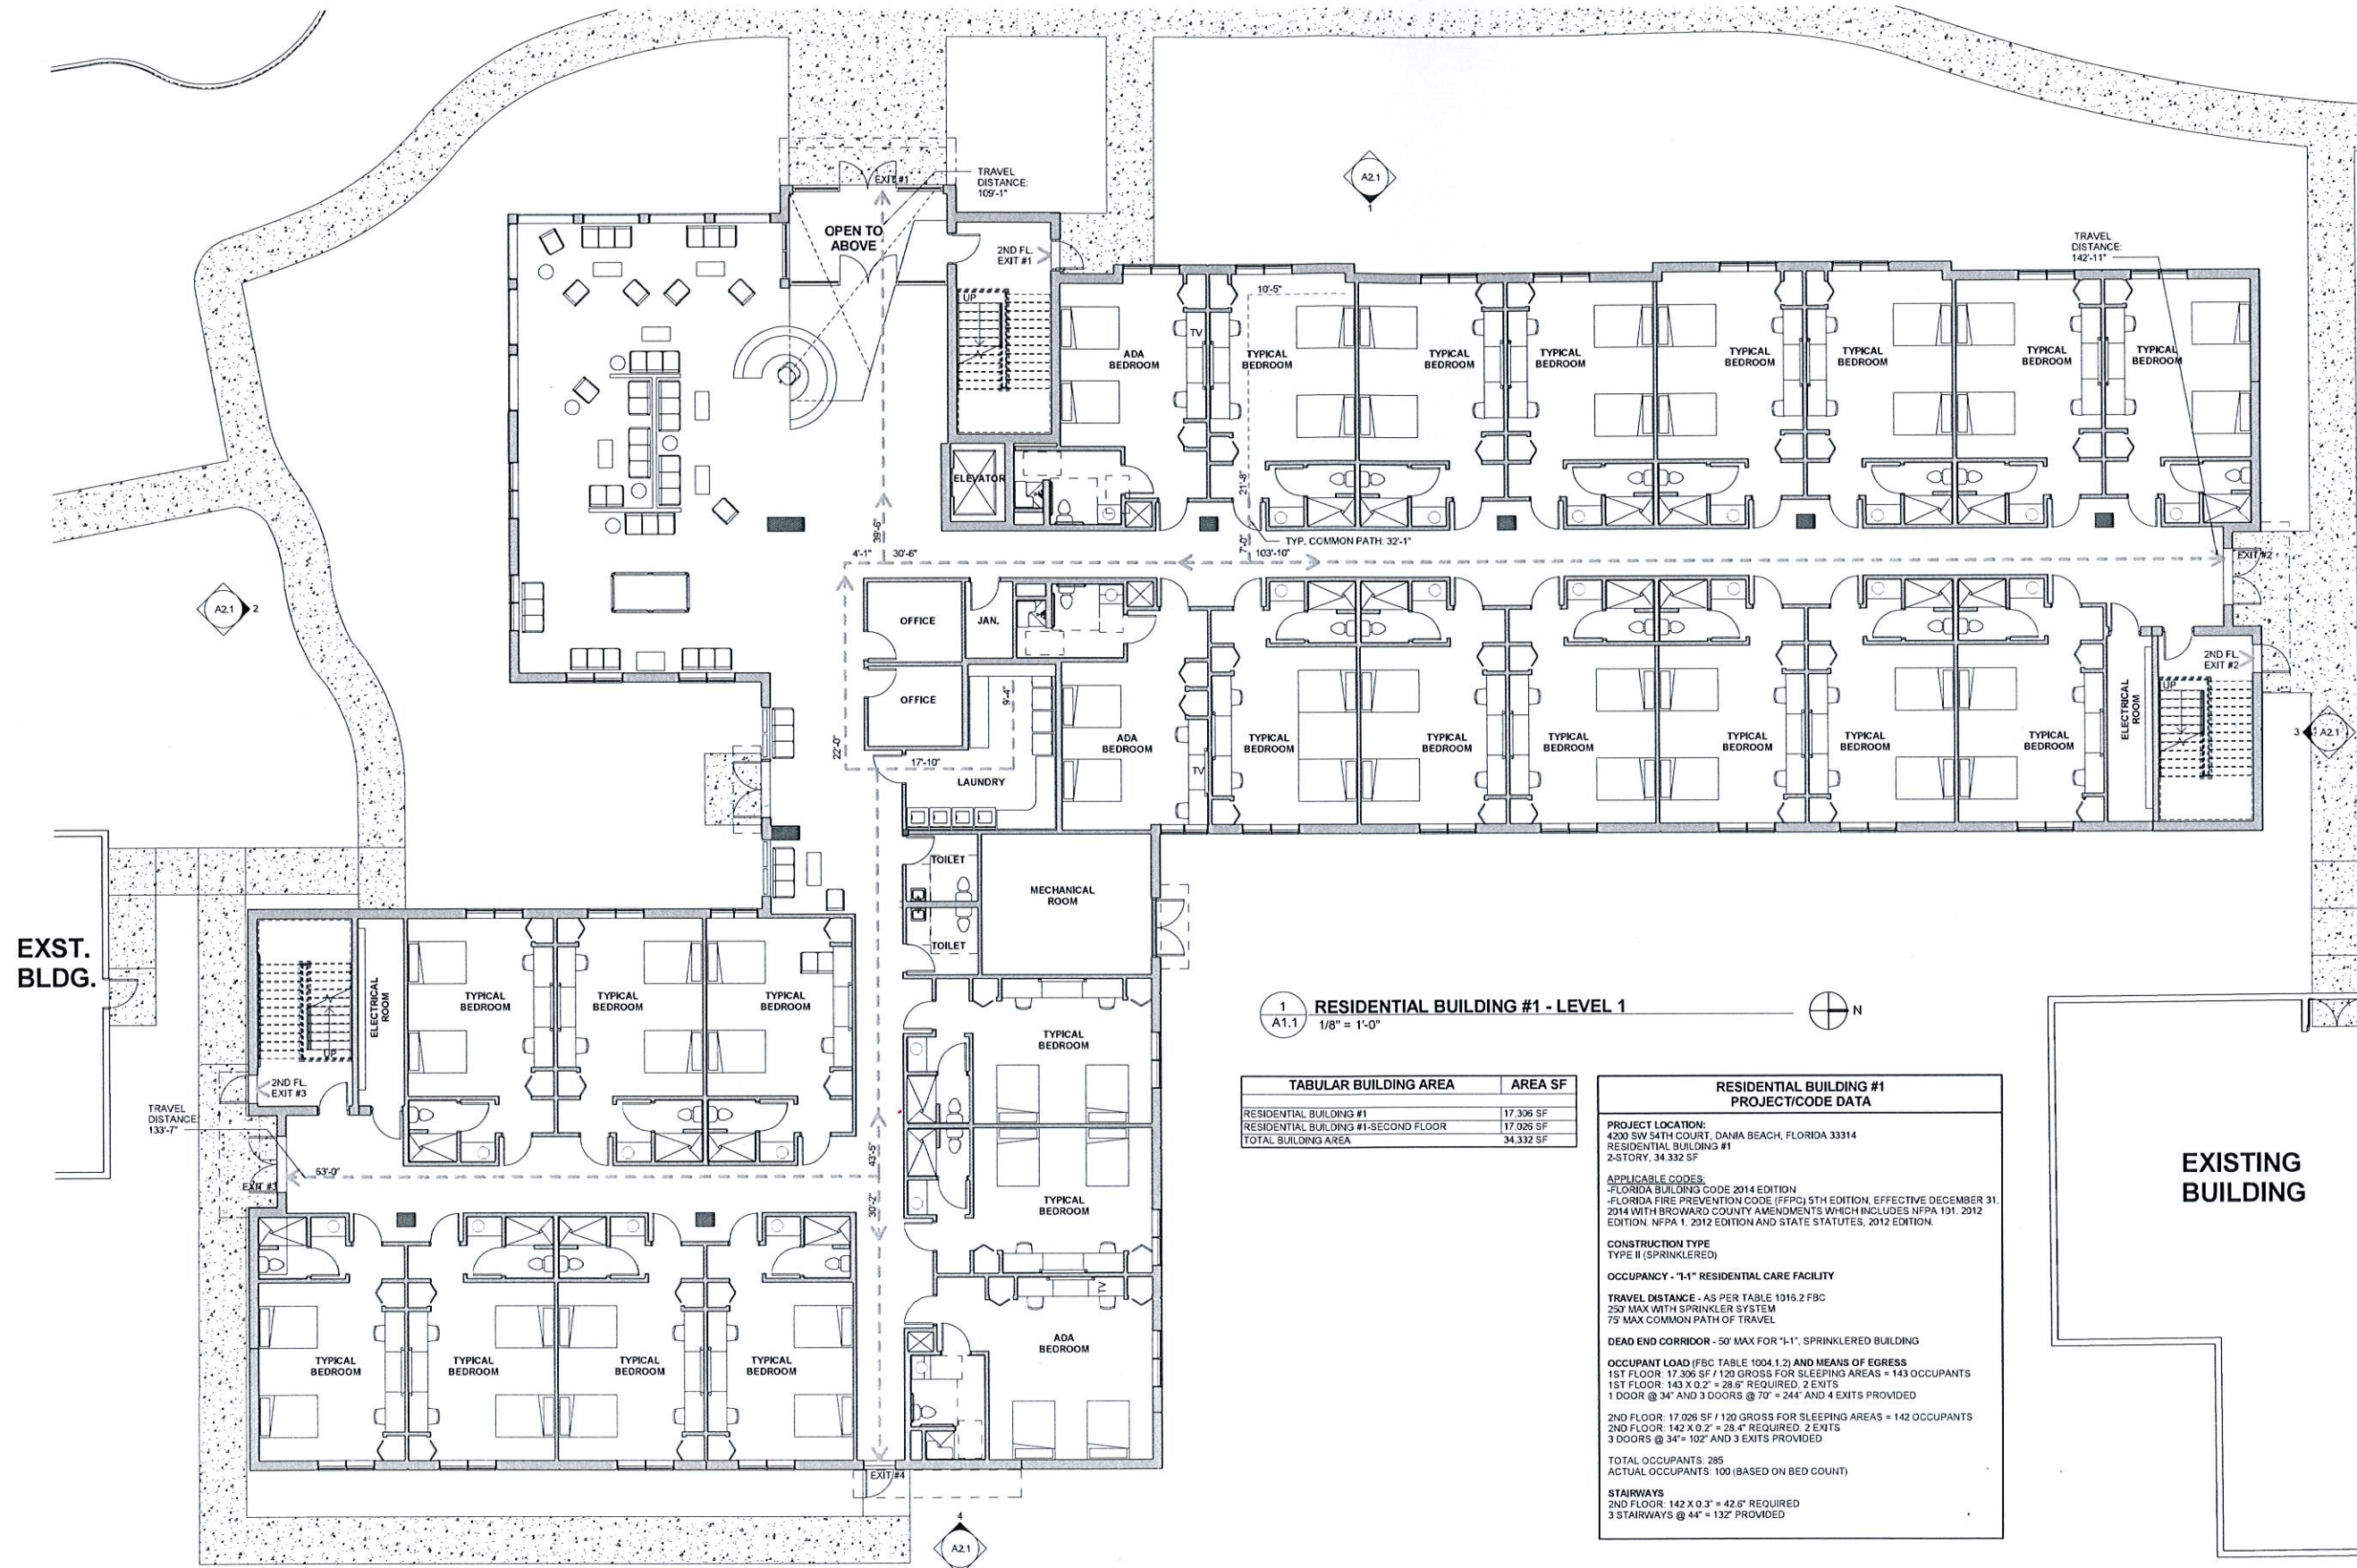 EXIT #1
TRAVEL
DISTANCE:
109'-1"
OPEN TO
ABOVE
2ND FL.
EXIT #1
UP
ELEVATOR
A2.1
1
TRAVEL
DISTANCE:
142'-11"
10'-5"
TV
ADA
BEDROOM
TYPICAL
BEDROOM
TYPICAL
BEDROOM
TYPICAL
BEDROOM
TYPICAL
BEDROOM
TYPICAL
BEDROOM
TYPICAL
BEDROOM
TYPICAL
BEDROOM
21'-8"
39'-6"
7'-0"
TYP. COMMON PATH: 32'-1"
4'-1"
30'-6"
103'-10"
EXIT #2
A2.1
2
OFFICE
JAN.
OFFICE
9'-4"
22'-0"
17'-10"
LAUNDRY
ADA
BEDROOM
TV
TYPICAL
BEDROOM
TYPICAL
BEDROOM
TYPICAL
BEDROOM
TYPICAL
BEDROOM
TYPICAL
BEDROOM
TYPICAL
BEDROOM
ELECTRICAL
ROOM
2ND FL.
EXIT #2
UP
3
A2.1
TOILET
TOILET
MECHANICAL
ROOM
EXST.
BLDG.
ELECTRICAL
ROOM
UP
2ND FL.
EXIT #3
TYPICAL
BEDROOM
TYPICAL
BEDROOM
TYPICAL
BEDROOM
TYPICAL
BEDROOM
TRAVEL
DISTANCE:
133'-7"
63'-0"
EXIT #3
43'-5"
30'-2"
TYPICAL
BEDROOM
ADA
BEDROOM
TV
TYPICAL
BEDROOM
TYPICAL
BEDROOM
TYPICAL
BEDROOM
TYPICAL
BEDROOM
EXIT #4
4
A2.1
1
A1.1
RESIDENTIAL BUILDING #1 - LEVEL 1
1/8" = 1'-0"
N
TABULAR BUILDING AREA AREA SF
RESIDENTIAL BUILDING #1 17,306 SF
RESIDENTIAL BUILDING #1-SECOND FLOOR 17,026 SF
TOTAL BUILDING AREA 34,332 SF
RESIDENTIAL BUILDING #1
PROJECT/CODE DATA
PROJECT LOCATION:
4200 SW 54TH COURT, DANIA BEACH, FLORIDA 33314
RESIDENTIAL BUILDING #1
2-STORY, 34,332 SF
APPLICABLE CODES:
-FLORIDA BUILDING CODE 2014 EDITION
-FLORIDA FIRE PREVENTION CODE (FFPC) 5TH EDITION, EFFECTIVE DECEMBER 31,
2014 WITH BROWARD COUNTY AMENDMENTS WHICH INCLUDES NFPA 101, 2012
EDITION, NFPA 1, 2012 EDITION AND STATE STATUTES, 2012 EDITION.
CONSTRUCTION TYPE
TYPE II (SPRINKLERED)
OCCUPANCY - "I-1" RESIDENTIAL CARE FACILITY
TRAVEL DISTANCE - AS PER TABLE 1016.2 FBC
250' MAX WITH SPRINKLER SYSTEM
75' MAX COMMON PATH OF TRAVEL
DEAD END CORRIDOR - 50' MAX FOR "I-1", SPRINKLERED BUILDING
OCCUPANT LOAD (FBC TABLE 1004.1.2) AND MEANS OF EGRESS
1ST FLOOR: 17,306 SF / 120 GROSS FOR SLEEPING AREAS = 143 OCCUPANTS
1ST FLOOR: 143 X 0.2" = 28.6" REQUIRED, 2 EXITS
1 DOOR @ 34" AND 3 DOORS @ 70" = 244" AND 4 EXITS PROVIDED
2ND FLOOR: 17,026 SF / 120 GROSS FOR SLEEPING AREAS = 142 OCCUPANTS
2ND FLOOR: 142 X 0.2" = 28.4" REQUIRED, 2 EXITS
3 DOORS @ 34"= 102" AND 3 EXITS PROVIDED
TOTAL OCCUPANTS: 285
ACTUAL OCCUPANTS: 100 (BASED ON BED COUNT)
STAIRWAYS
2ND FLOOR: 142 X 0.3" = 42.6" REQUIRED
3 STAIRWAYS @ 44" = 132" PROVIDED
EXISTING
BUILDING